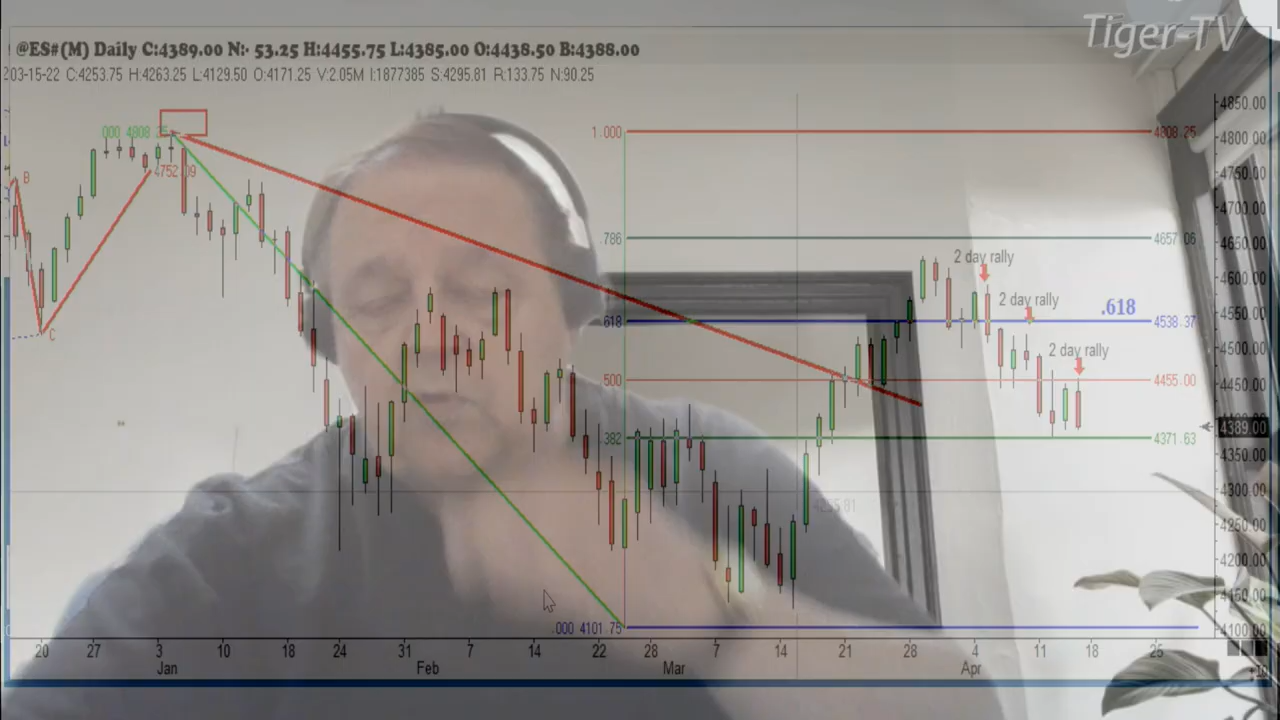 Tiger-TV
@ES#(M) Daily C:4389.00 N:- 53.25 H:4455.75 L:4385.00 O:4438.50 B:4388.00
203-15-22 C:4253.75 H:4263.25 L:4129.50 O:4171.25 V:2.05M I:1877385 S:4295.81 R:133.75 N:90.25
4850.00
000 4808.25
1.000
4808.25
4800.00
4752.09
4750.00
B
4700.00
.786
4657.06
4650.00
2 day rally
4600.00
2 day rally
.618
4550.00
618
4538.37
C
4500.00
2 day rally
500
4455.00
4450.00
382
4371.63
4389.00
4300.00
4250.00
4200.00
4150.00
.000 4101.75
4100.00
20 27 3 10 18 24 31 7 14 22 28 7 14 21 28 4 11 18 25
Jan Feb Mar Apr